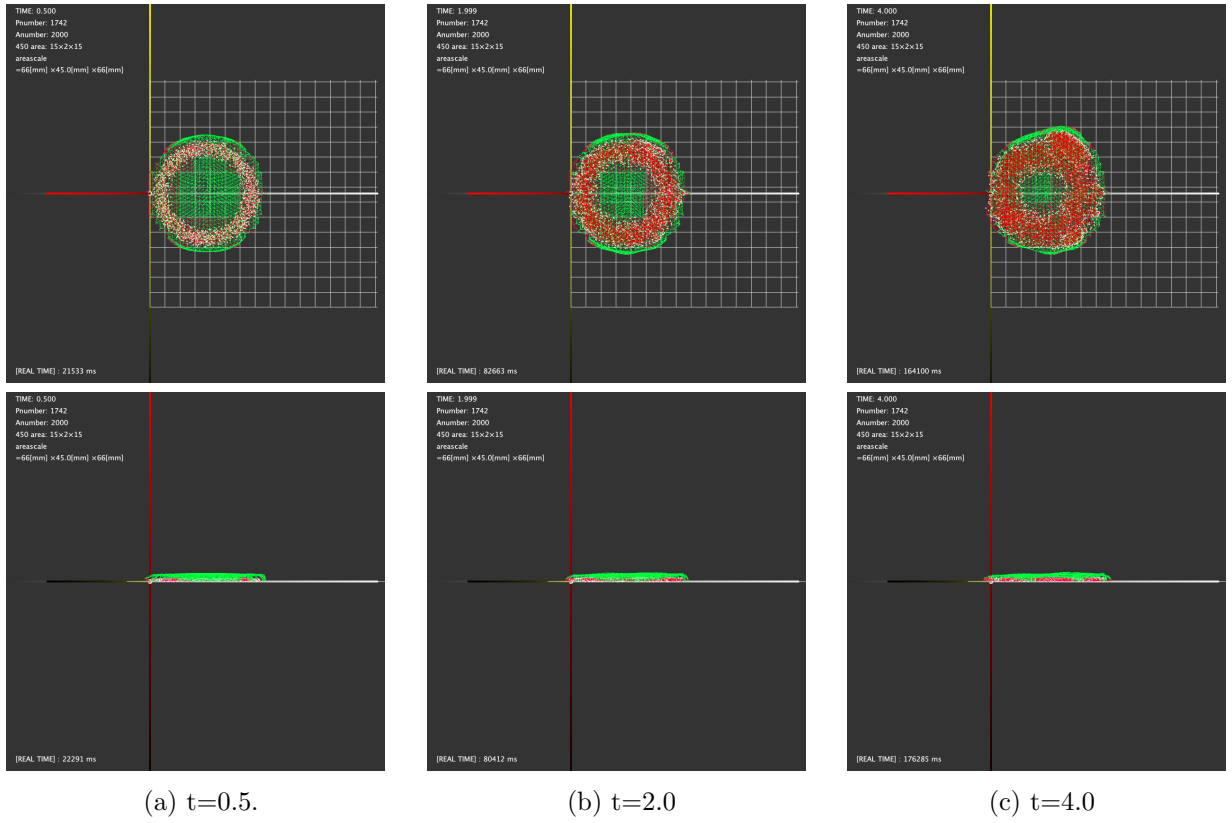 TIME: 0.500
Pnumber: 1742
Anumber: 2000
450 area: 15×2×15
areascale
=66[mm] ×45.0[mm] ×66[mm]
[REAL TIME] : 21533 ms
TIME: 1.999
Pnumber: 1742
Anumber: 2000
450 area: 15×2×15
areascale
=66[mm] ×45.0[mm] ×66[mm]
[REAL TIME] : 82663 ms
TIME: 4.000
Pnumber: 1742
Anumber: 2000
450 area: 15×2×15
areascale
=66[mm] ×45.0[mm] ×66[mm]
[REAL TIME] : 164100 ms
TIME: 0.500
Pnumber: 1742
Anumber: 2000
450 area: 15×2×15
areascale
=66[mm] ×45.0[mm] ×66[mm]
[REAL TIME] : 22291 ms
TIME: 1.999
Pnumber: 1742
Anumber: 2000
450 area: 15×2×15
areascale
=66[mm] ×45.0[mm] ×66[mm]
[REAL TIME] : 80412 ms
TIME: 4.000
Pnumber: 1742
Anumber: 2000
450 area: 15×2×15
areascale
=66[mm] ×45.0[mm] ×66[mm]
[REAL TIME] : 176285 ms
(a) t=0.5.
(b) t=2.0
(c) t=4.0